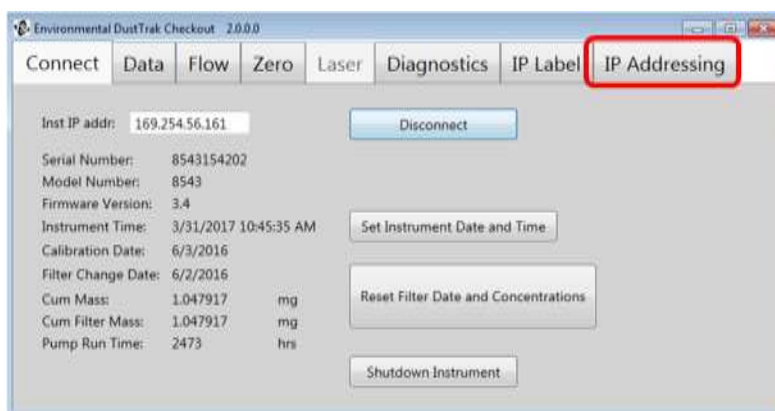 Environmental DustTrak Checkout 2.0.0.0
Connect Data Flow Zero Laser Diagnostics IP Label IP Addressing
Inst IP addr: 169.254.56.161 Disconnect
Serial Number: 8543154202
Model Number: 8543
Firmware Version: 3.4
Instrument Time: 3/31/2017 10:45:35 AM Set Instrument Date and Time
Calibration Date: 6/3/2016
Filter Change Date: 6/2/2016
Cum Mass: 1.047917 mg Reset Filter Date and Concentrations
Cum Filter Mass: 1.047917 mg
Pump Run Time: 2473 hrs
Shutdown Instrument